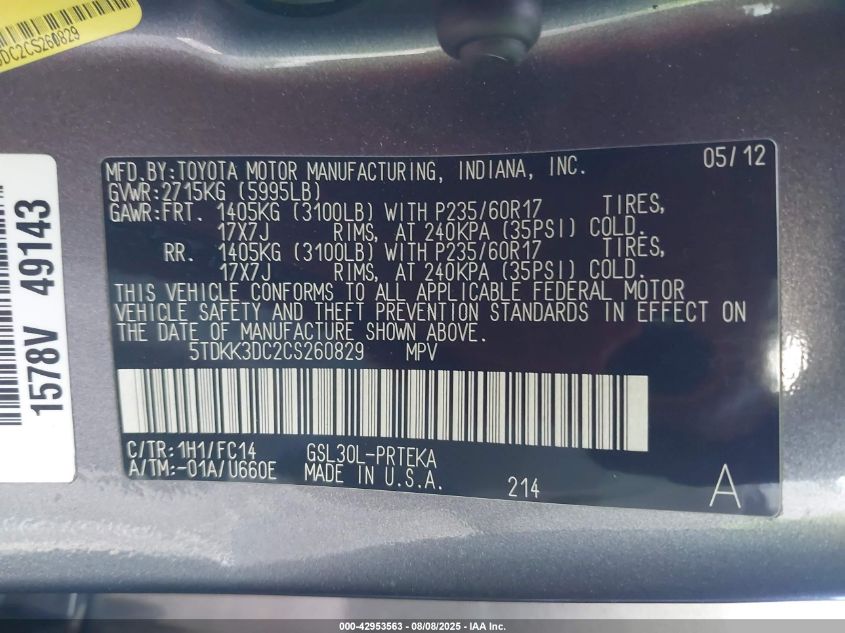 DC2CS260829
1578V 49143
MFD.BY:TOYOTA MOTOR MANUFACTURING, INDIANA, INC. 05/12
GVWR:2715KG (5995LB)
GAWR:FRT. 1405KG (3100LB) WITH P235/60R17 TIRES,
17X7J RIMS, AT 240KPA (35PSI) COLD.
RR. 1405KG (3100LB) WITH P235/60R17 TIRES,
17X7J RIMS, AT 240KPA (35PSI) COLD.
THIS VEHICLE CONFORMS TO ALL APPLICABLE FEDERAL MOTOR
VEHICLE SAFETY AND THEFT PREVENTION STANDARDS IN EFFECT ON
THE DATE OF MANUFACTURE SHOWN ABOVE.
5TDKK3DC2CS260829 MPV
C/TR:1H1/FC14 GSL30L-PRTEKA
A/TM:-01A/U660E MADE IN U.S.A. 214 A
000-42953563 - 08/08/2025 - © IAA, Inc.